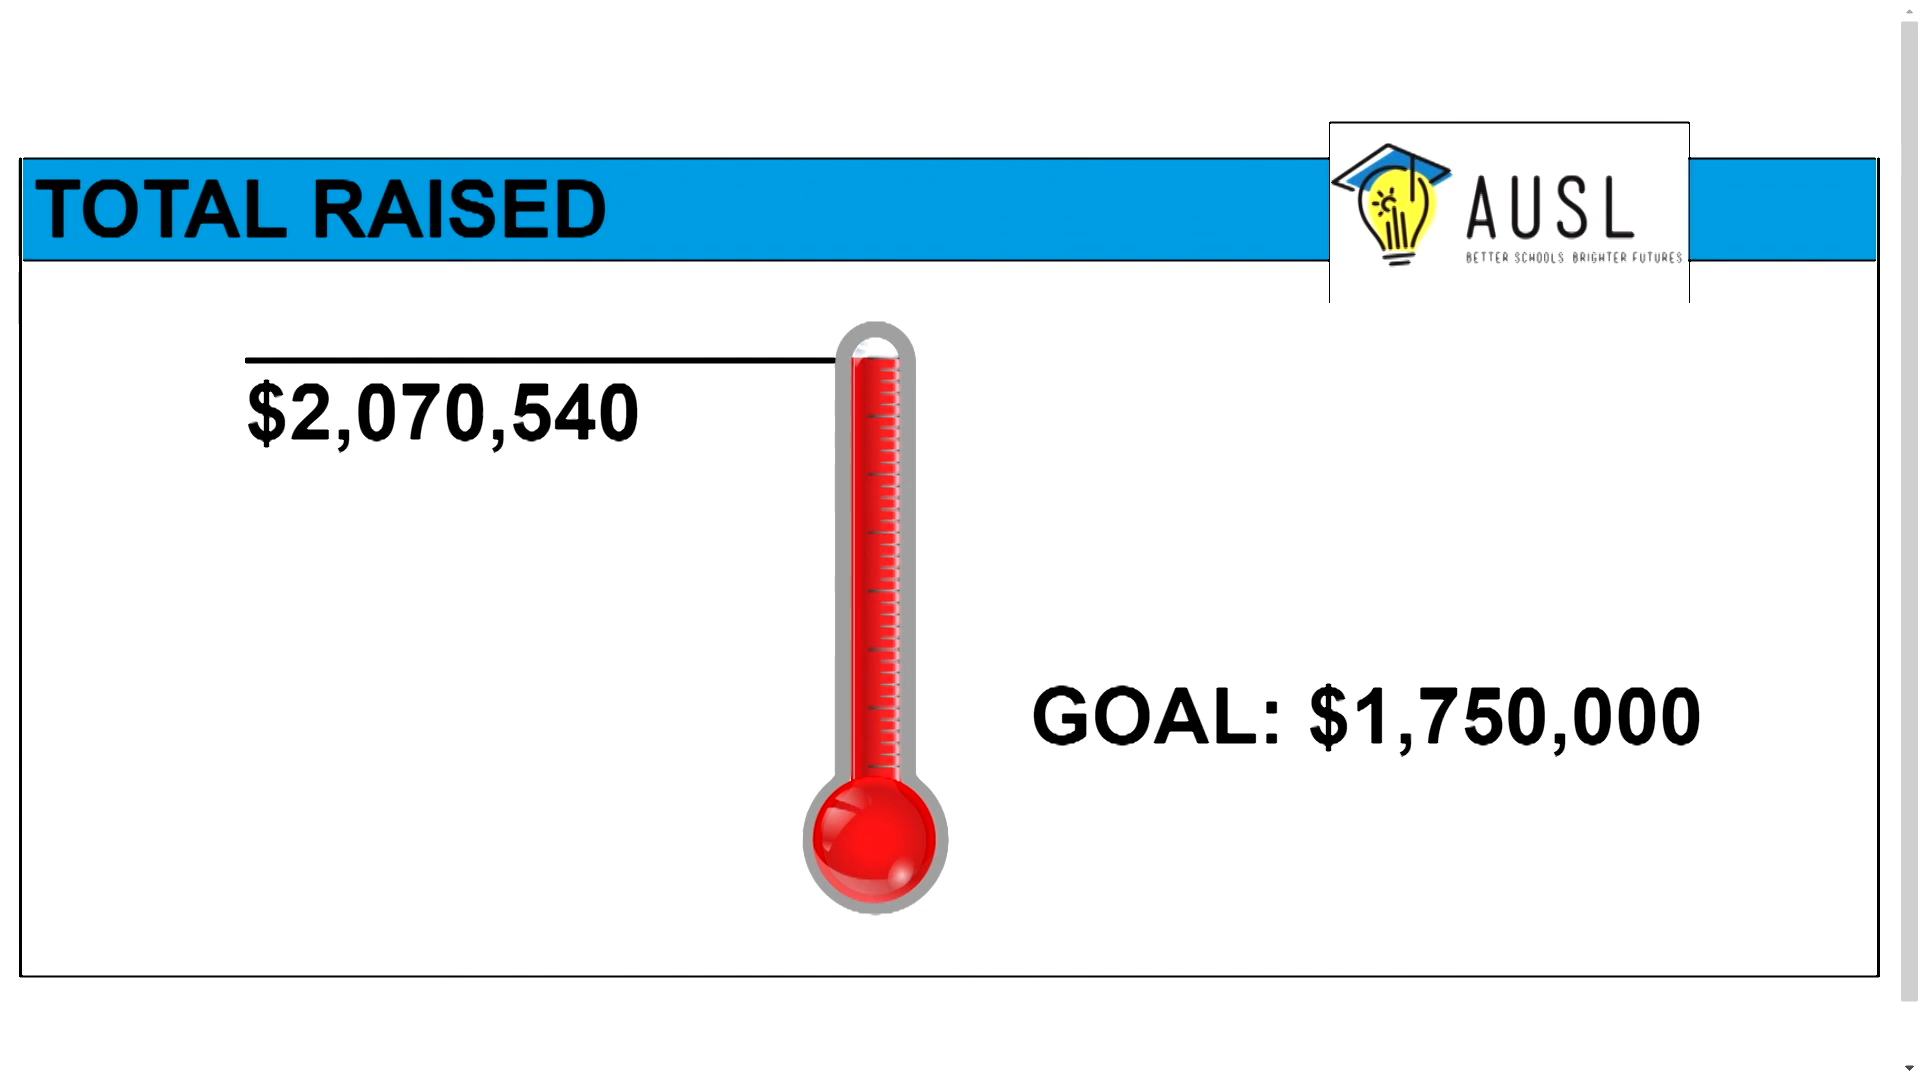 TOTAL RAISED
AUSL
BETTER SCHOOLS BRIGHTER FUTURES
$2,070,540
GOAL: $1,750,000